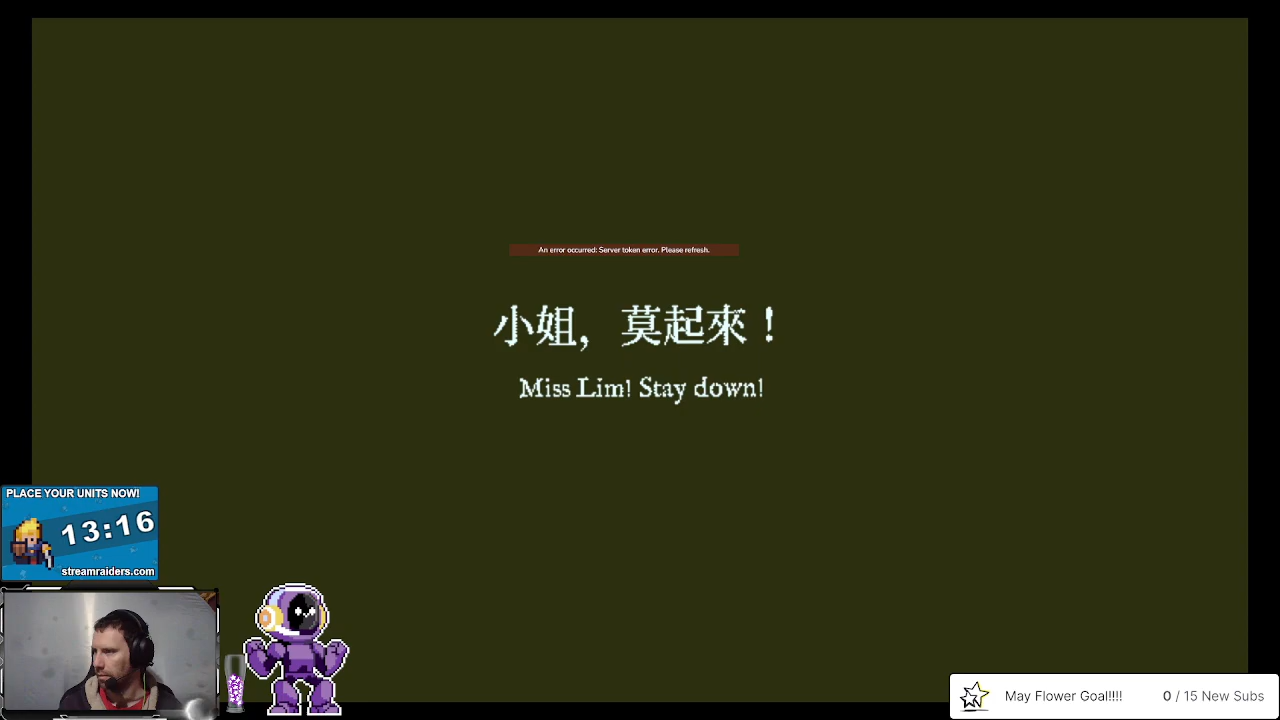 An error occurred: Server token error. Please refresh.
小姐，莫起來！
Miss Lim! Stay down!
PLACE YOUR UNITS NOW!
13:16
streamraiders.com
May Flower Goal!!!! 0 / 15 New Subs